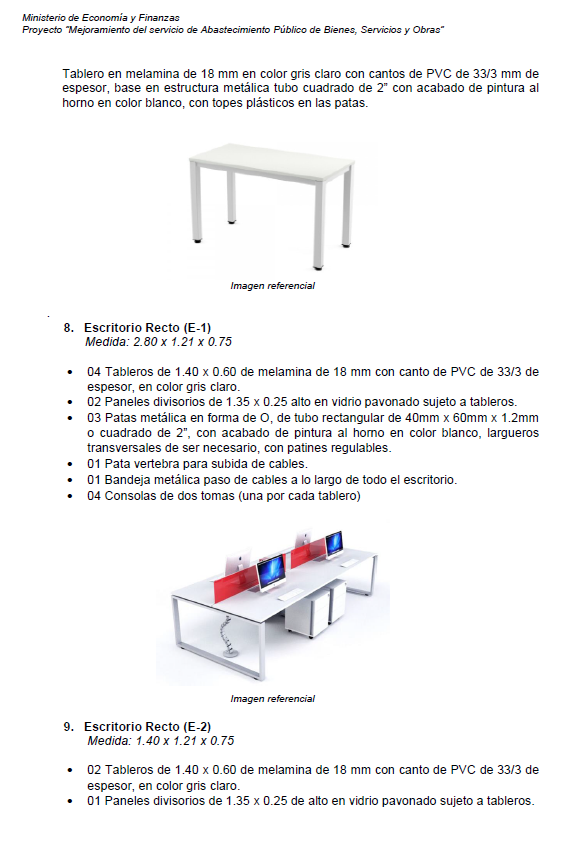 Ministerio de Economía y Finanzas
Proyecto "Mejoramiento del servicio de Abastecimiento Público de Bienes, Servicios y Obras"
Tablero en melamina de 18 mm en color gris claro con cantos de PVC de 33/3 mm de
espesor, base en estructura metálica tubo cuadrado de 2" con acabado de pintura al
horno en color blanco, con topes plásticos en las patas.
Imagen referencial
.
8. Escritorio Recto (E-1)
Medida: 2.80 x 1.21 x 0.75
• 04 Tableros de 1.40 x 0.60 de melamina de 18 mm con canto de PVC de 33/3 de
espesor, en color gris claro.
• 02 Paneles divisorios de 1.35 x 0.25 alto en vidrio pavonado sujeto a tableros.
• 03 Patas metálica en forma de O, de tubo rectangular de 40mm x 60mm x 1.2mm
o cuadrado de 2", con acabado de pintura al horno en color blanco, largueros
transversales de ser necesario, con patines regulables.
• 01 Pata vertebra para subida de cables.
• 01 Bandeja metálica paso de cables a lo largo de todo el escritorio.
• 04 Consolas de dos tomas (una por cada tablero)
Imagen referencial
9. Escritorio Recto (E-2)
Medida: 1.40 x 1.21 x 0.75
• 02 Tableros de 1.40 x 0.60 de melamina de 18 mm con canto de PVC de 33/3 de
espesor, en color gris claro.
• 01 Paneles divisorios de 1.35 x 0.25 de alto en vidrio pavonado sujeto a tableros.